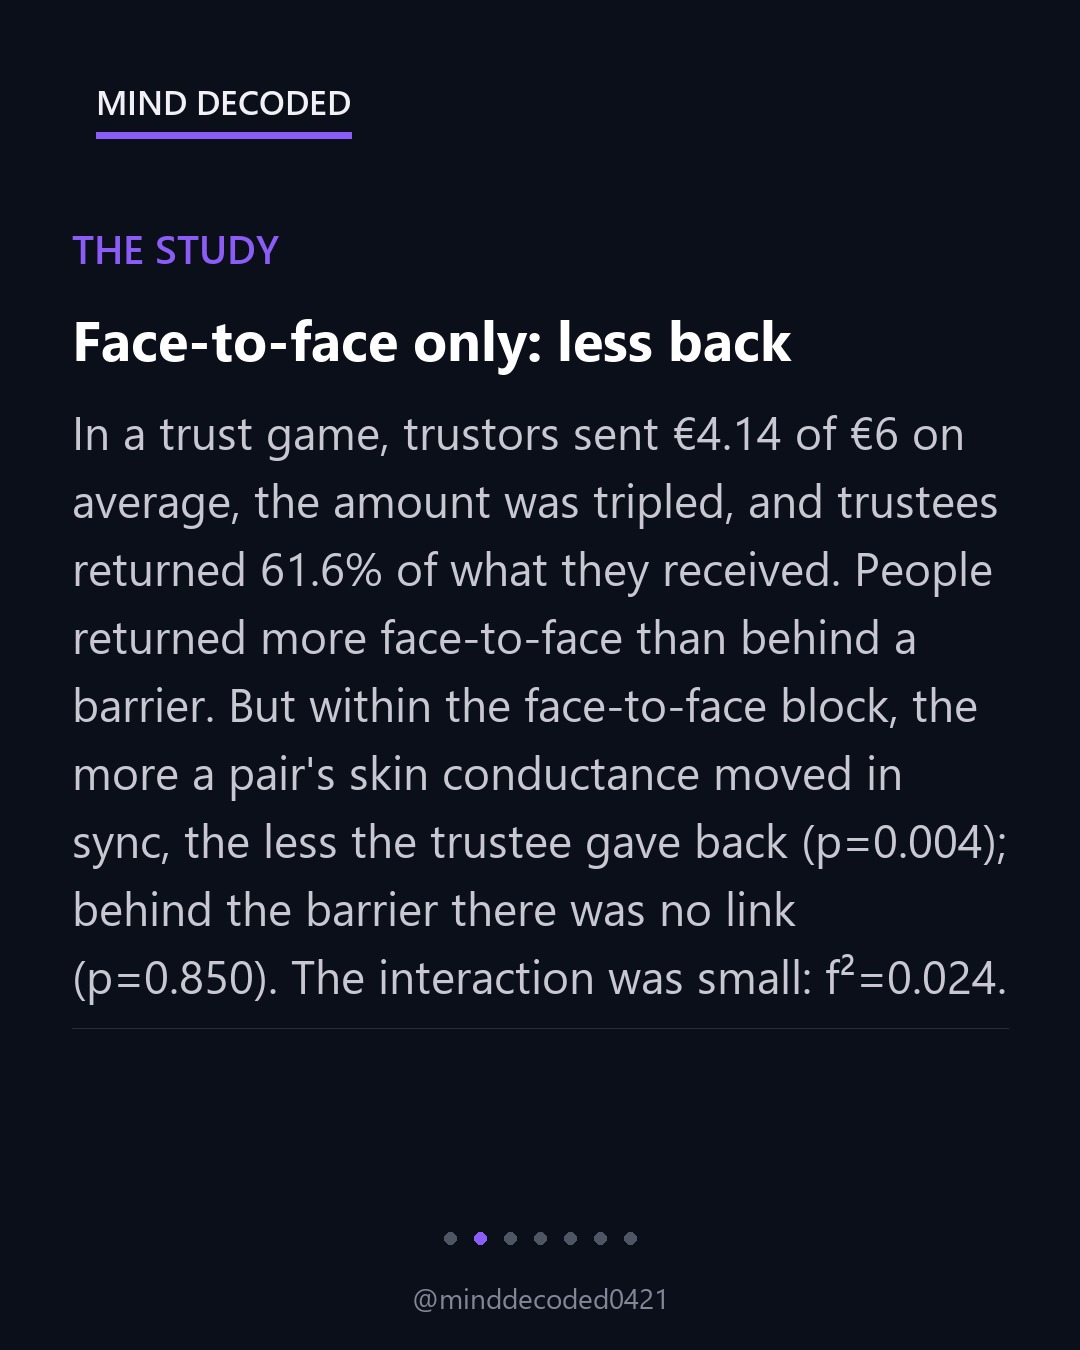 MIND DECODED
THE STUDY
Face-to-face only: less back
In a trust game, trustors sent €4.14 of €6 on
average, the amount was tripled, and trustees
returned 61.6% of what they received. People
returned more face-to-face than behind a
barrier. But within the face-to-face block, the
more a pair's skin conductance moved in
sync, the less the trustee gave back (p=0.004);
behind the barrier there was no link
(p=0.850). The interaction was small: f²=0.024.
@minddecoded0421